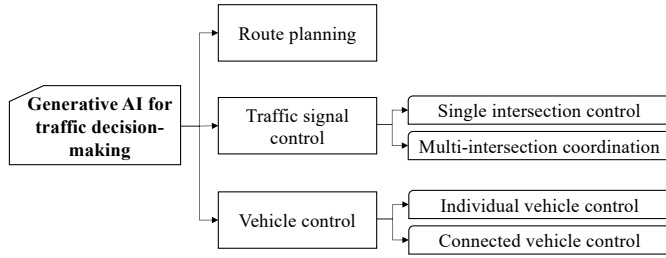 Generative AI for
traffic decision-
making
Route planning
Traffic signal
control
Single intersection control
Multi-intersection coordination
Vehicle control
Individual vehicle control
Connected vehicle control